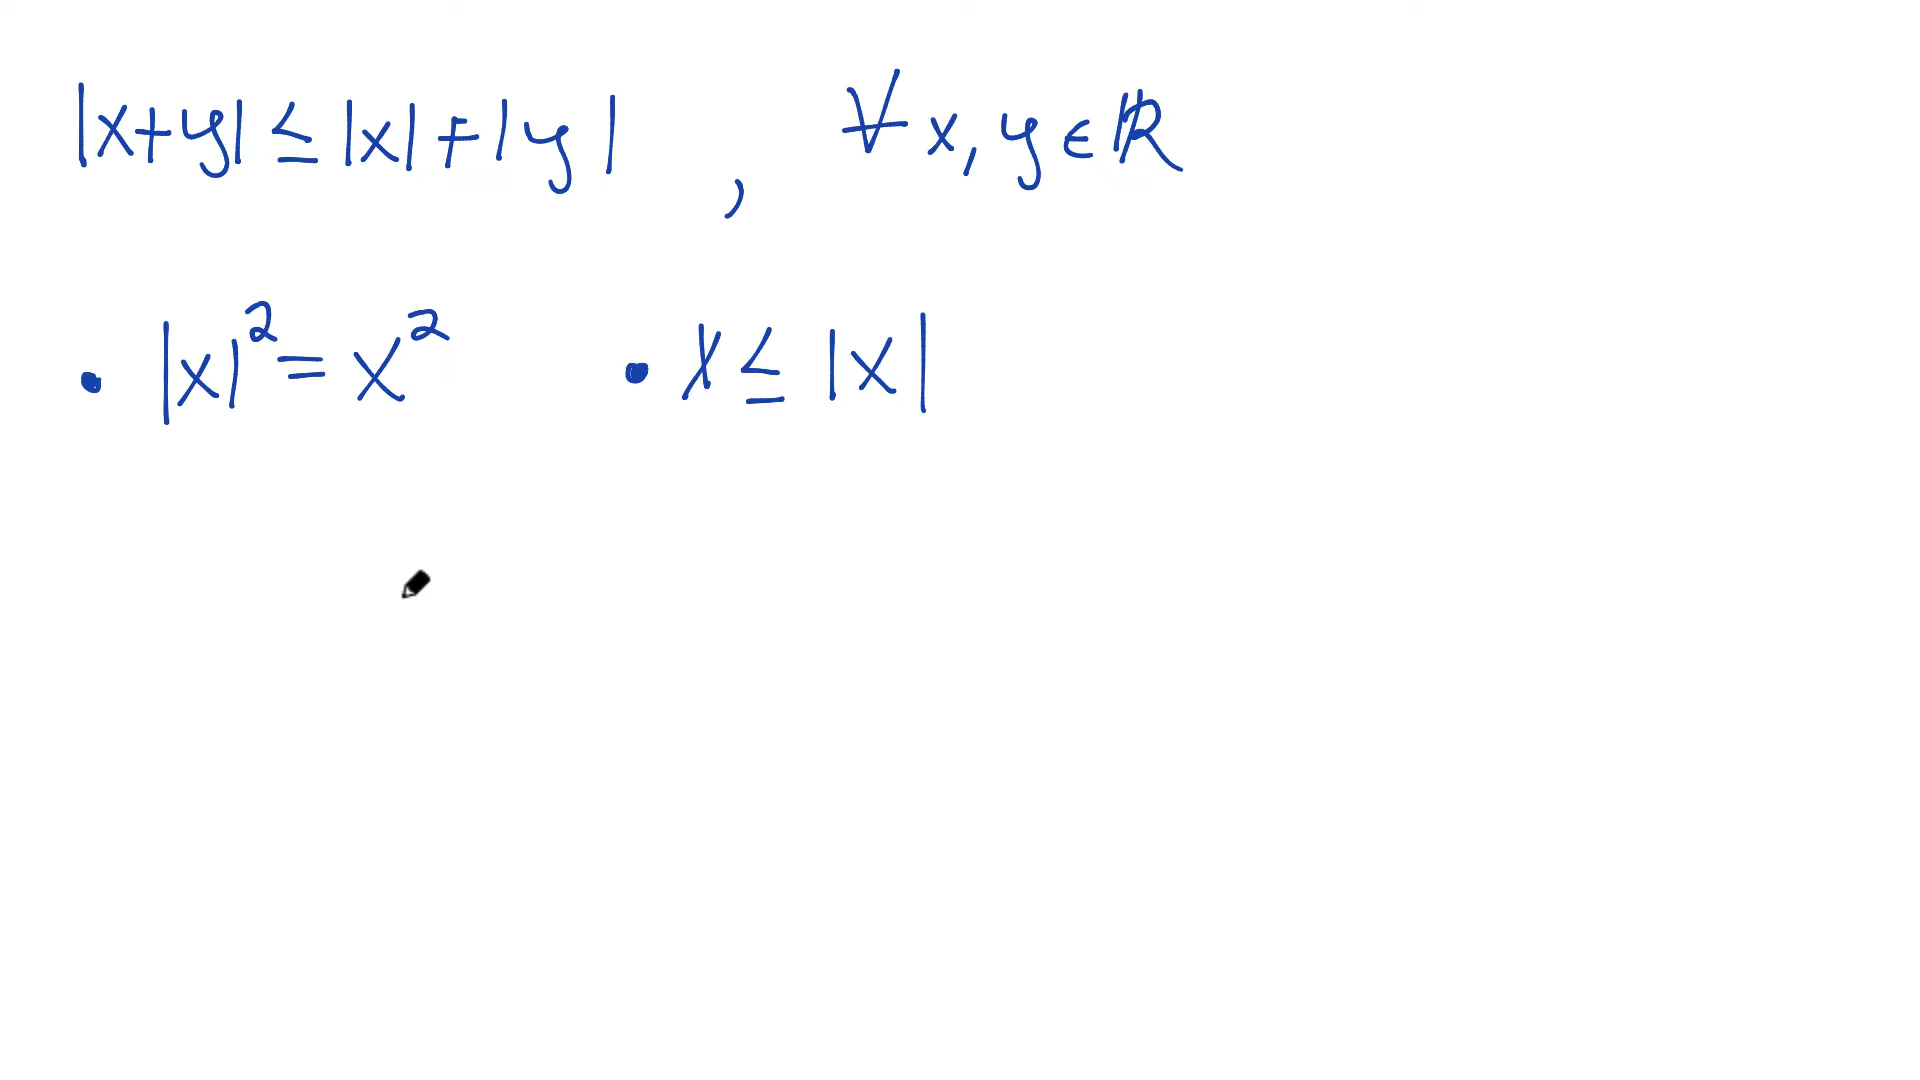 |x+y| ≤ |x| + |y| , ∀ x, y ∈ ℝ
• |x|² = x² • x ≤ |x|